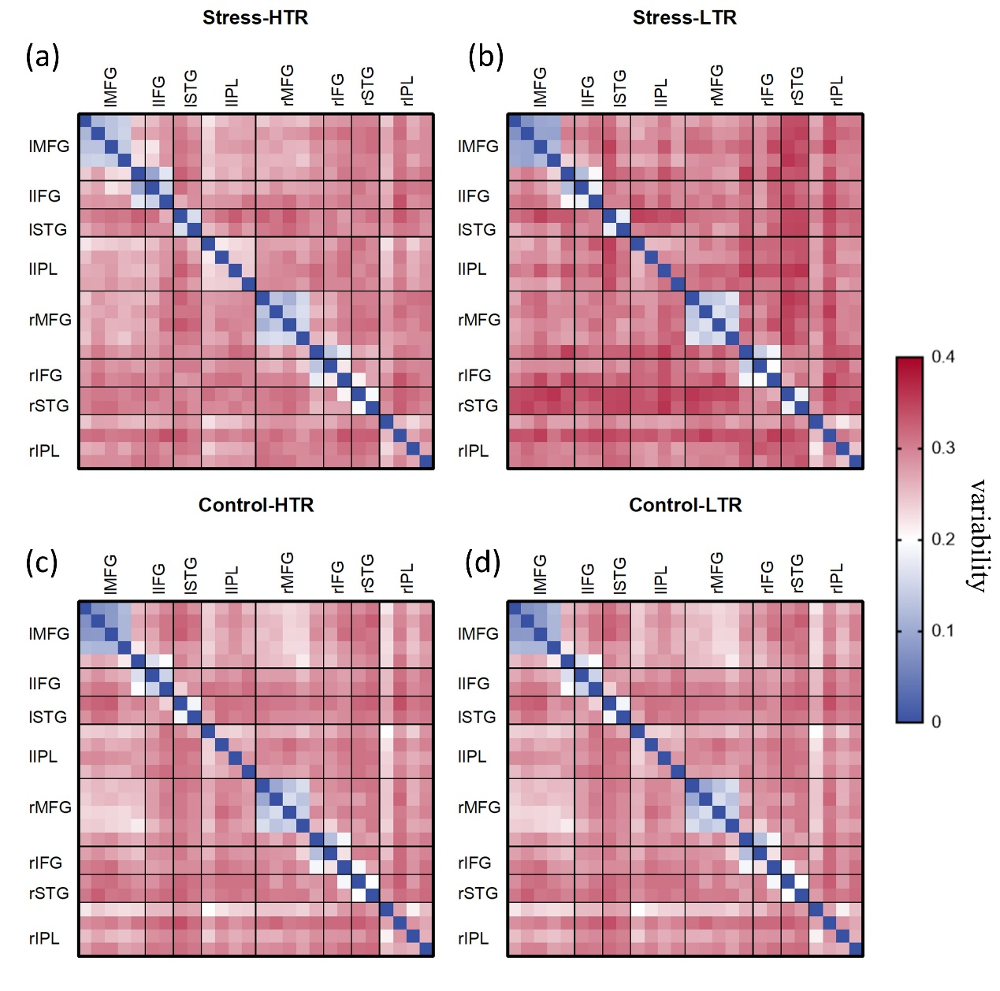 Stress-HTR
Stress-LTR
(a)
(b)
lMFG lIFG lSTG lIPL rMFG rIFG rSTG rIPL
lMFG lIFG lSTG lIPL rMFG rIFG rSTG rIPL
lMFG
lIFG
lSTG
lIPL
rMFG
rIFG
rSTG
rIPL
lMFG
lIFG
lSTG
lIPL
rMFG
rIFG
rSTG
rIPL
Control-HTR
Control-LTR
(c)
(d)
lMFG lIFG lSTG lIPL rMFG rIFG rSTG rIPL
lMFG lIFG lSTG lIPL rMFG rIFG rSTG rIPL
lMFG
lIFG
lSTG
lIPL
rMFG
rIFG
rSTG
rIPL
lMFG
lIFG
lSTG
lIPL
rMFG
rIFG
rSTG
rIPL
0.4
0.3
0.2
0.1
0
variability